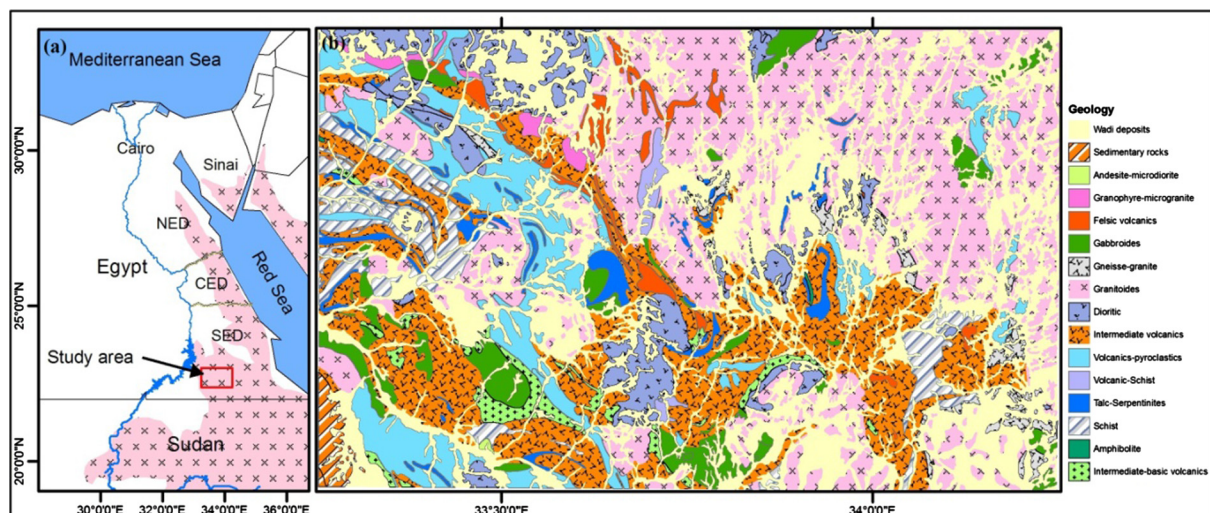 (a)
Mediterranean Sea
Cairo
Sinai
NED
Egypt
CED
Red Sea
SED
Study area
Sudan
30°0'0"N
25°0'0"N
20°0'0"N
30°0'0"E 32°0'0"E 34°0'0"E 36°0'0"E
(b)
33°30'0"E
34°0'0"E
Geology
Wadi deposits
Sedimentary rocks
Andesite-microdiorite
Granophyre-microgranite
Felsic volcanics
Gabbroides
Gneisse-granite
Granitoides
Dioritic
Intermediate volcanics
Volcanics-pyroclastics
Volcanic-Schist
Talc-Serpentinites
Schist
Amphibolite
Intermediate-basic volcanics